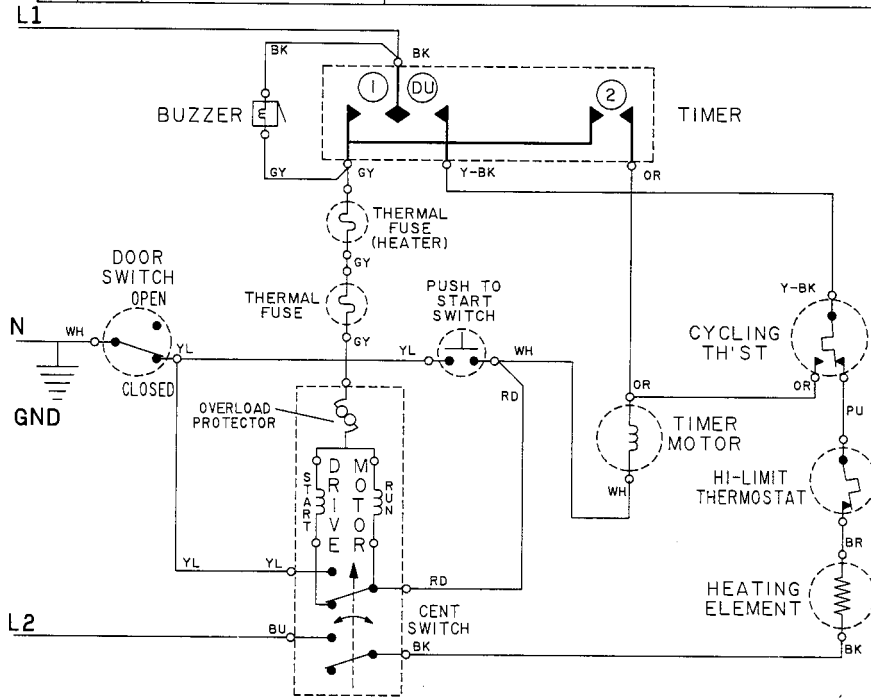 L1
BK
BK
1
DU
2
BUZZER
TIMER
GY
GY
Y-BK
OR
THERMAL
FUSE
(HEATER)
GY
DOOR
SWITCH
OPEN
THERMAL
FUSE
PUSH TO
START
SWITCH
Y-BK
CYCLING
TH'ST
N
WH
YL
GY
YL
WH
CLOSED
GND
RD
OR
OR
PU
OVERLOAD
PROTECTOR
TIMER
MOTOR
HI-LIMIT
THERMOSTAT
START
DRIVE
MOTOR
RUN
WH
BR
YL
YL
RD
HEATING
ELEMENT
CENT
SWITCH
L2
BU
BK
BK